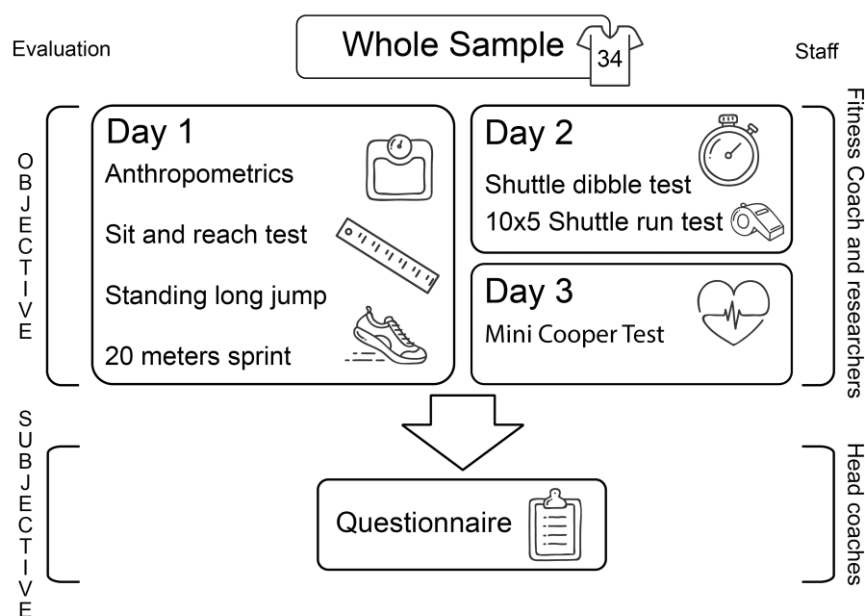 Evaluation
Whole Sample
34
Staff
OBJECTIVE
Day 1
Anthropometrics
Sit and reach test
Standing long jump
20 meters sprint
Day 2
Shuttle dibble test
10x5 Shuttle run test
Day 3
Mini Cooper Test
Fitness Coach and researchers
SUBJECTIVE
Questionnaire
Head coaches